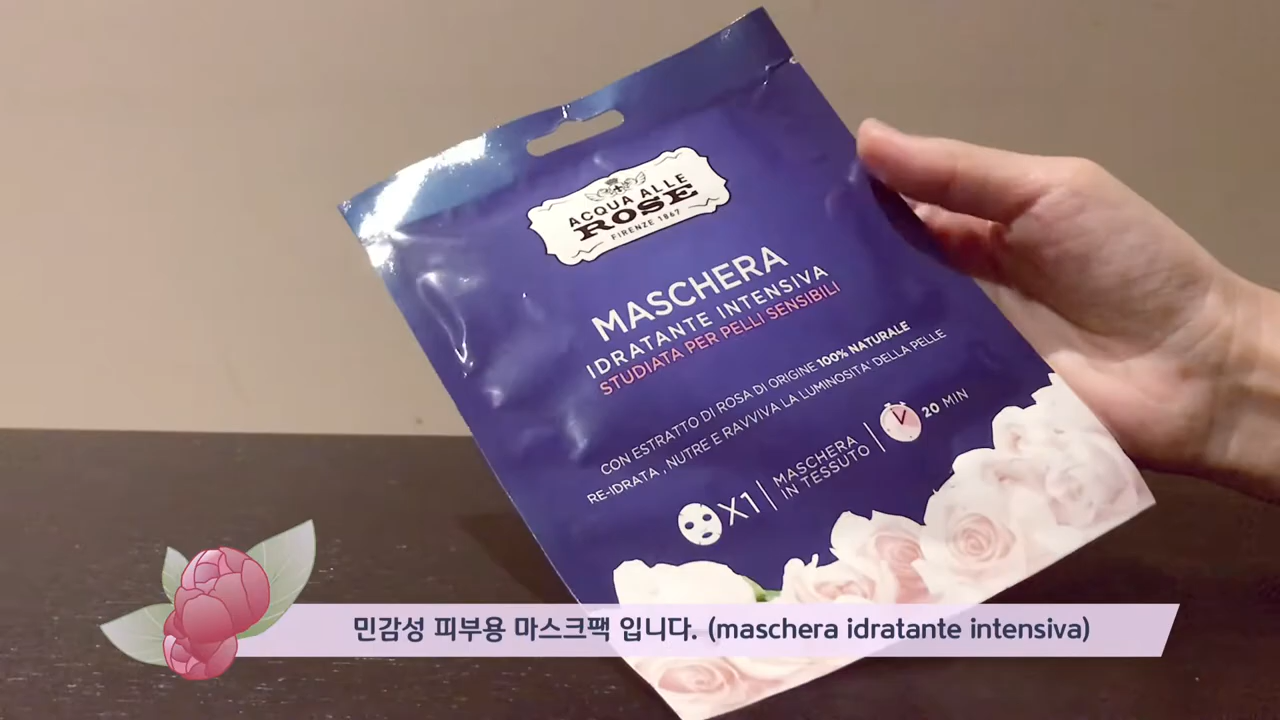 ACQUA ALLE
ROSE
FIRENZE 1867
MASCHERA
IDRATANTE INTENSIVA
STUDIATA PER PELLI SENSIBILI
CON ESTRATTO DI ROSA DI ORIGINE 100% NATURALE
RE-IDRATA, NUTRE E RAVVIVA LA LUMINOSITA' DELLA PELLE
X1
MASCHERA
IN TESSUTO
20 MIN
민감성 피부용 마스크팩 입니다. (maschera idratante intensiva)